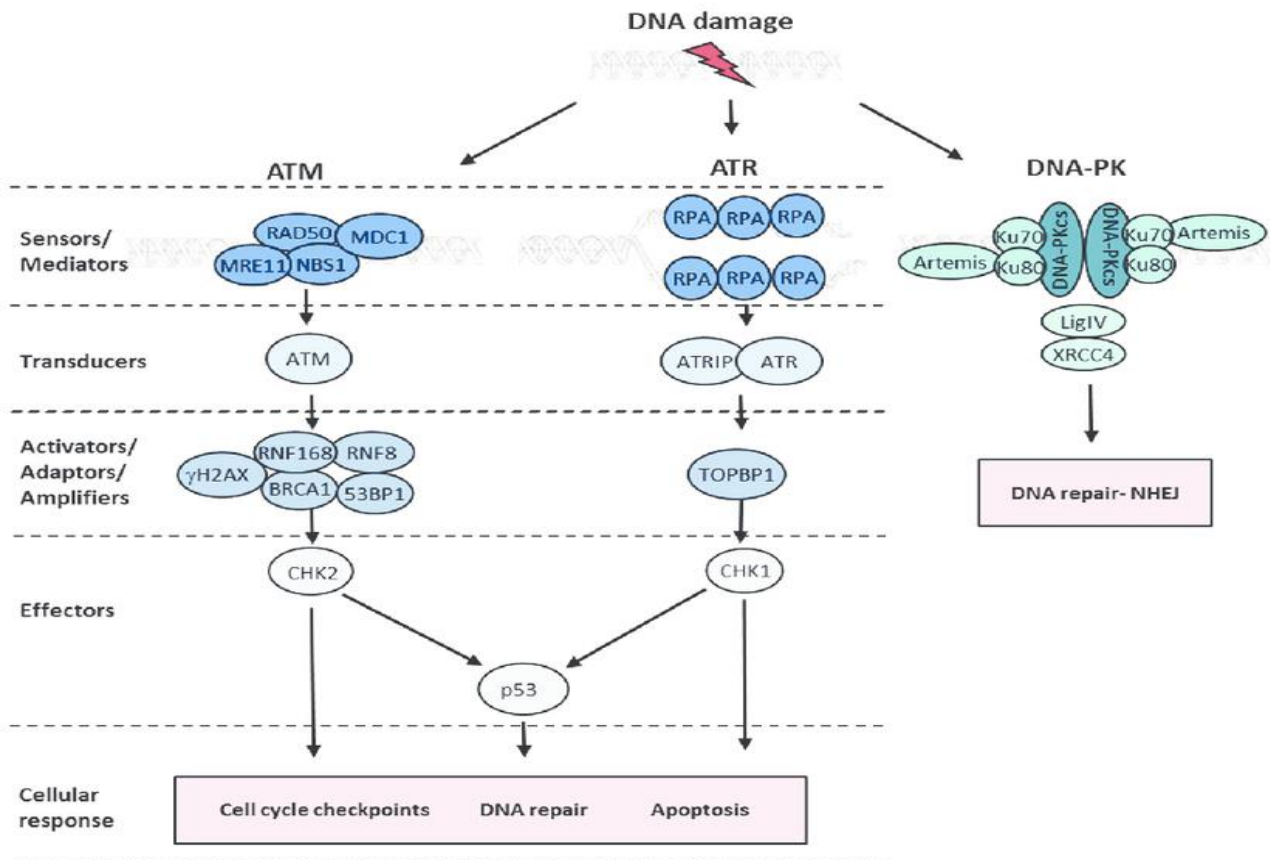 DNA damage
ATM
ATR
DNA-PK
Sensors/
Mediators
RAD50
MDC1
MRE11
NBS1
RPA
RPA
RPA
RPA
RPA
RPA
Ku70
Ku80
Artemis
DNA-PKcs
DNA-PKcs
Ku70
Ku80
Artemis
LigIV
XRCC4
Transducers
ATM
ATRIP
ATR
Activators/
Adaptors/
Amplifiers
γH2AX
RNF168
RNF8
BRCA1
53BP1
TOPBP1
DNA repair- NHEJ
Effectors
CHK2
CHK1
p53
Cellular
response
Cell cycle checkpoints DNA repair Apoptosis